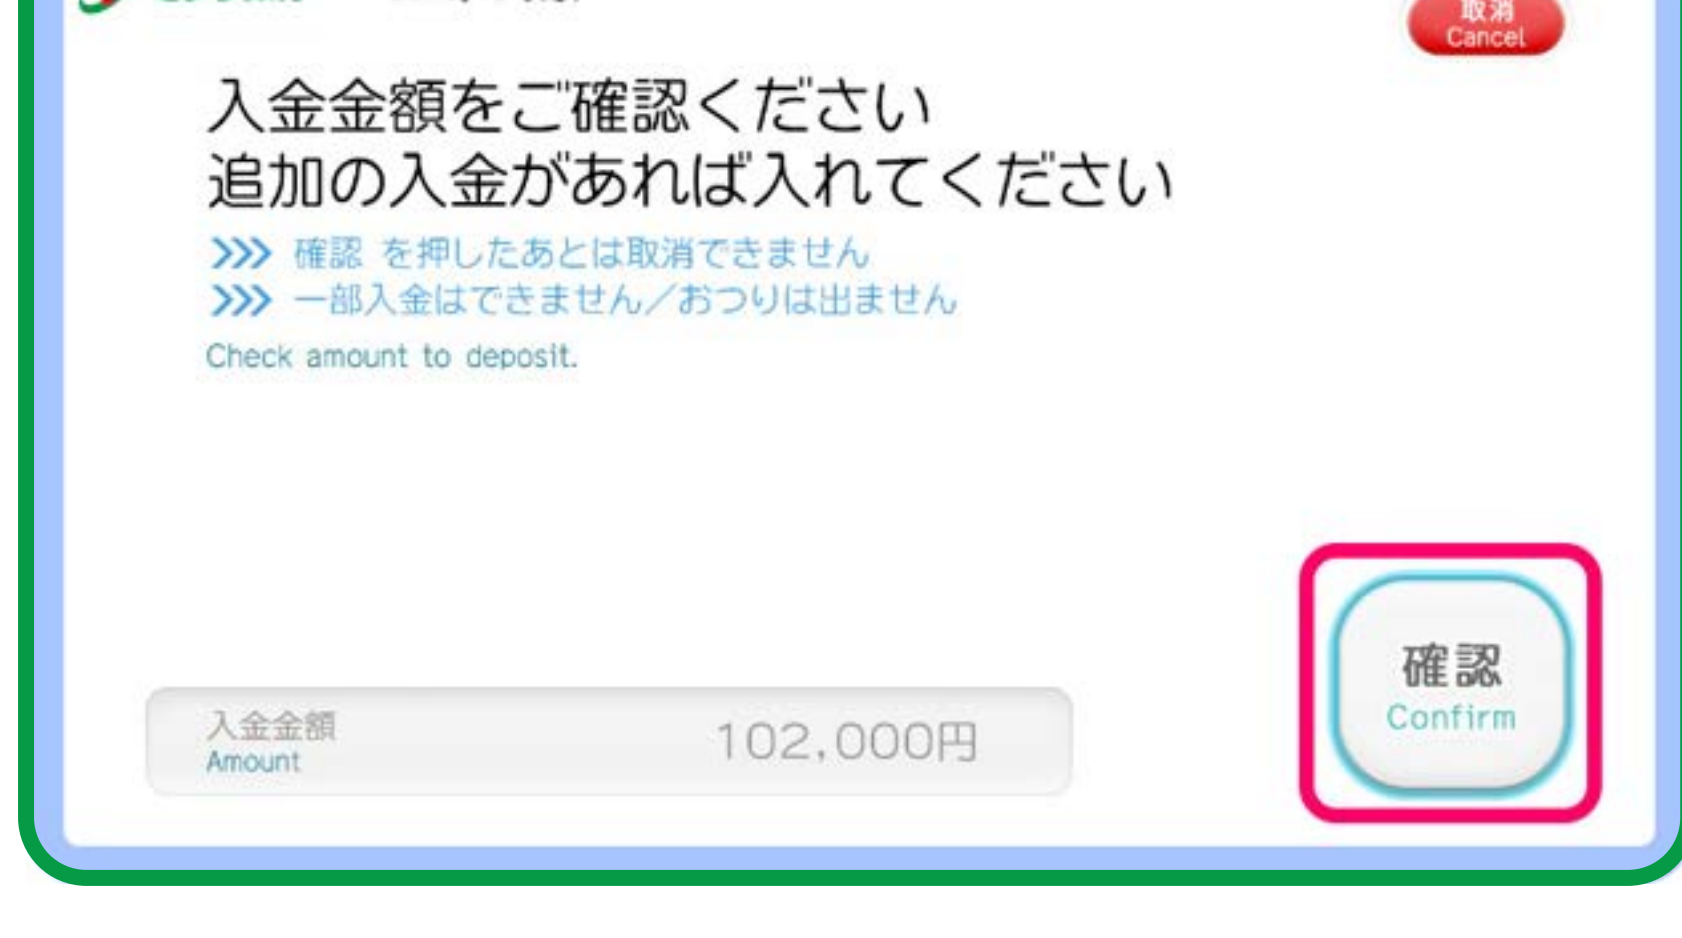 取消
Cancel
入金金額をご確認ください
追加の入金があれば入れてください
>>> 確認 を押したあとは取消できません
>>> 一部入金はできません／おつりは出ません
Check amount to deposit.
確認
Confirm
入金金額
Amount
102,000円